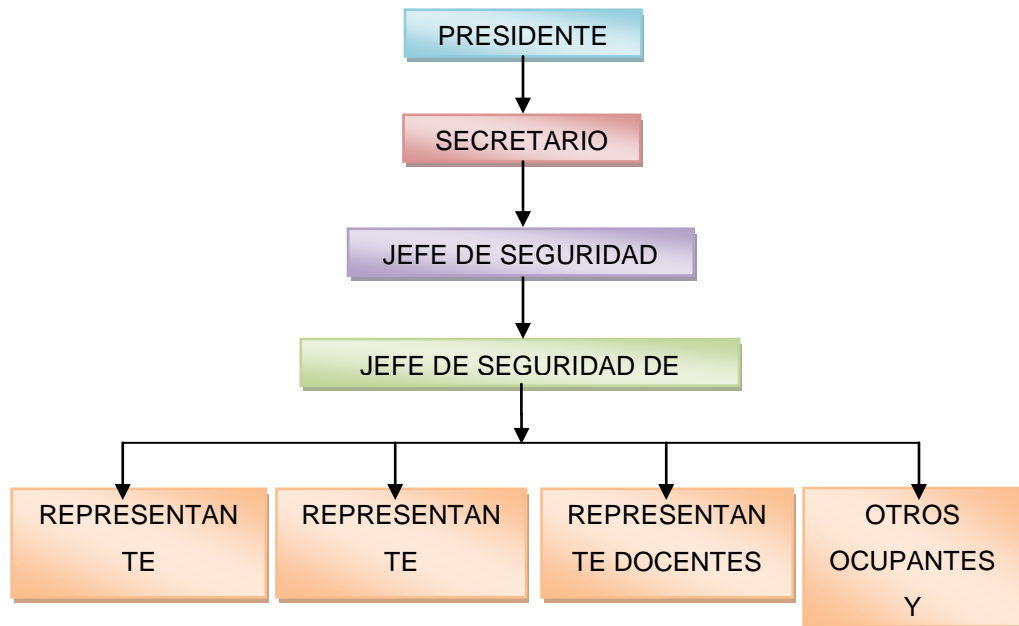 PRESIDENTE
SECRETARIO
JEFE DE SEGURIDAD
JEFE DE SEGURIDAD DE
REPRESENTAN
TE
REPRESENTAN
TE
REPRESENTAN
TE DOCENTES
OTROS
OCUPANTES
Y